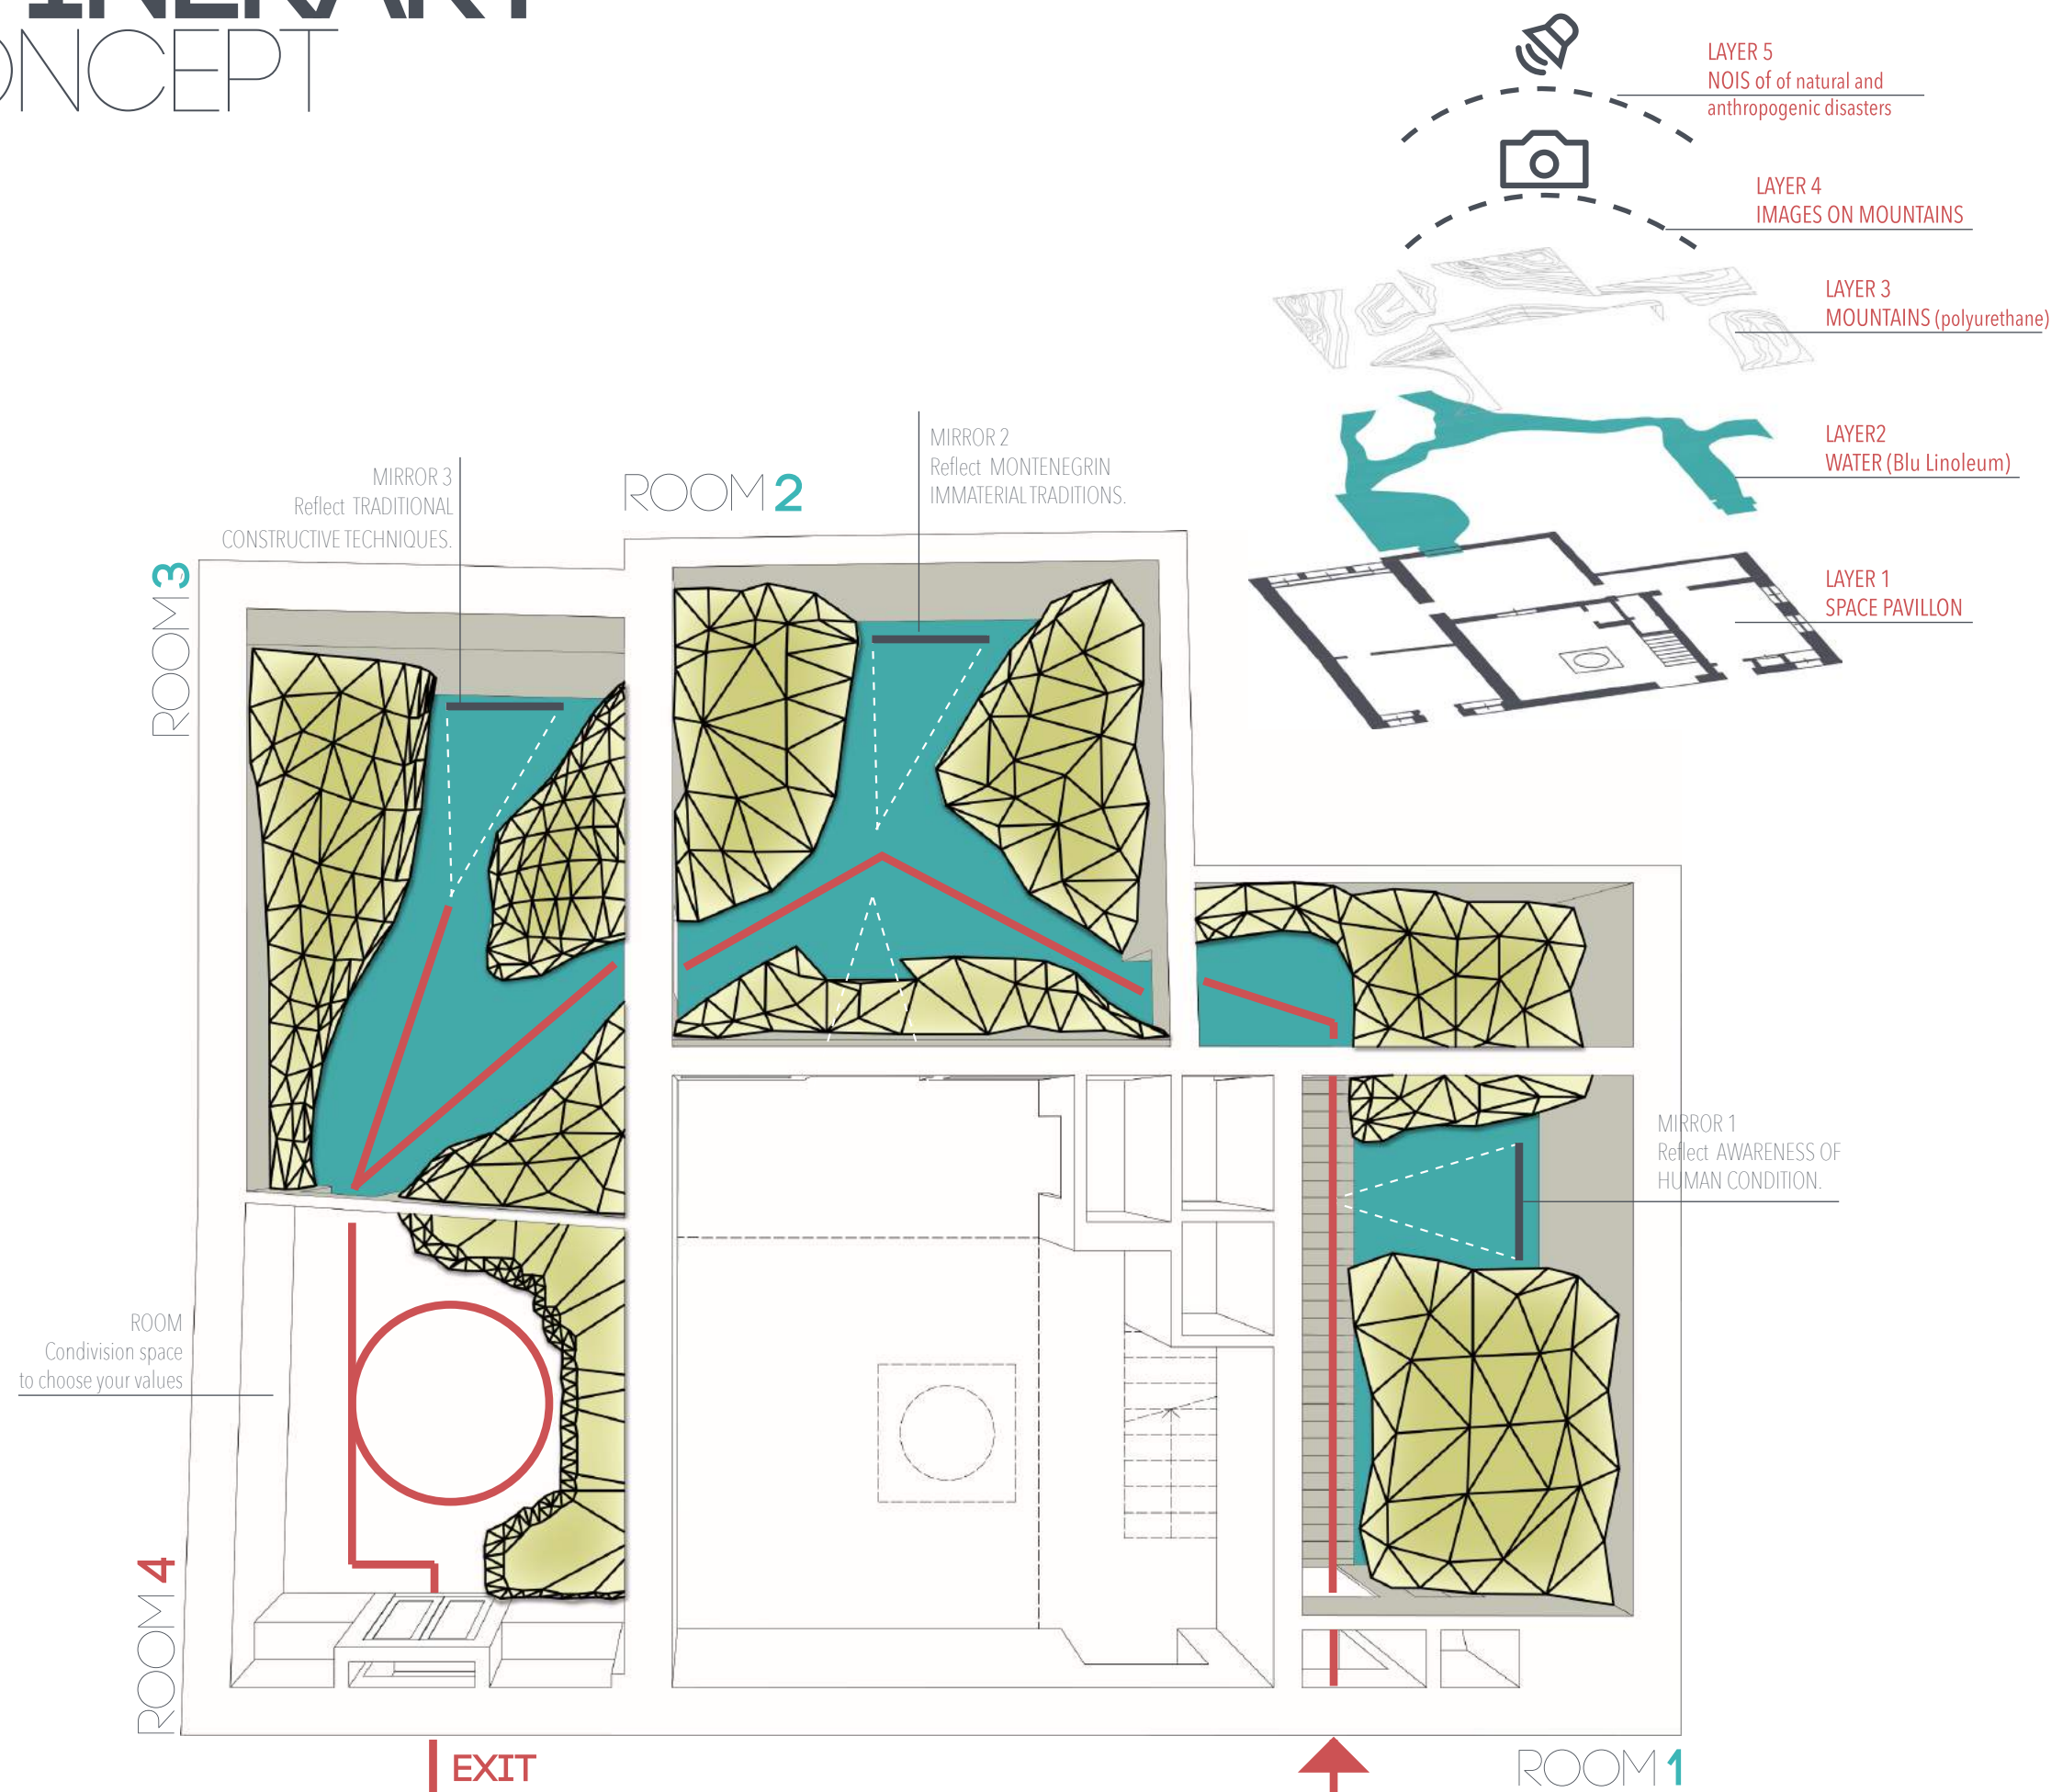 ONCEPT
LAYER 5
NOIS of of natural and
anthropogenic disasters
LAYER 4
IMAGES ON MOUNTAINS
LAYER 3
MOUNTAINS (polyurethane)
LAYER2
WATER (Blu Linoleum)
LAYER 1
SPACE PAVILLON
MIRROR 2
Reflect MONTENEGRIN
IMMATERIAL TRADITIONS.
MIRROR 3
Reflect TRADITIONAL
CONSTRUCTIVE TECHNIQUES.
ROOM 2
ROOM 3
MIRROR 1
Reflect AWARENESS OF
HUMAN CONDITION.
ROOM
Condivision space
to choose your values
ROOM 4
EXIT
ROOM 1